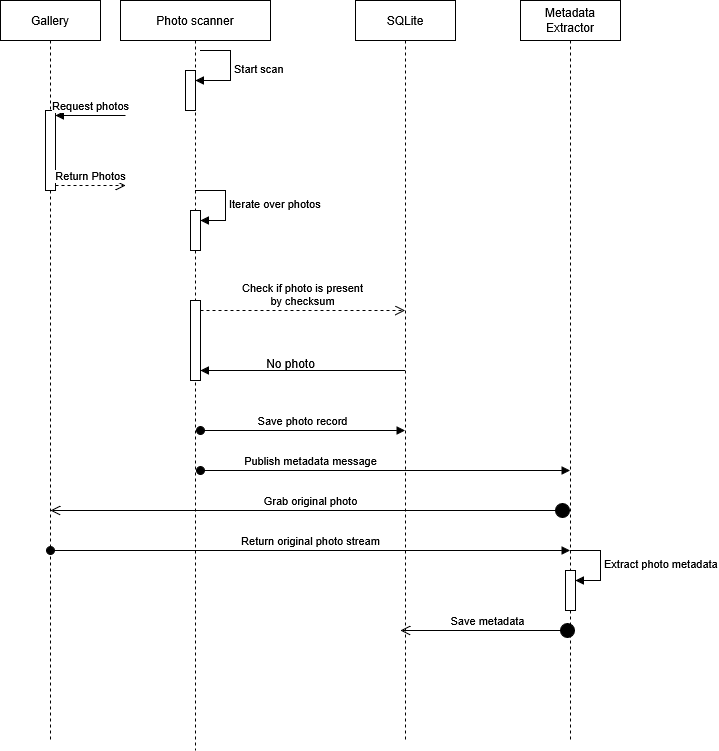 Gallery
Photo scanner
SQLite
Metadata
Extractor
Start scan
Request photos
Return Photos
Iterate over photos
Check if photo is present
by checksum
No photo
Save photo record
Publish metadata message
Grab original photo
Return original photo stream
Extract photo metadata
Save metadata